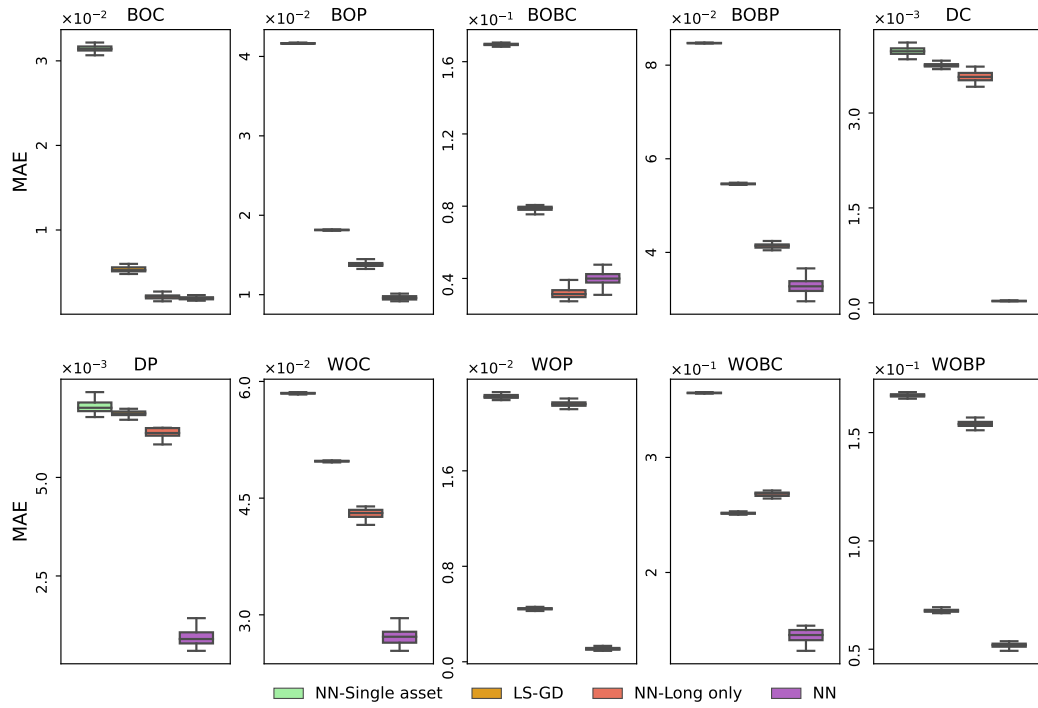 ×10⁻² BOC
×10⁻² BOP
×10⁻¹ BOBC
×10⁻² BOBP
×10⁻³ DC
3
2
1
4
3
2
1
1.6
1.2
0.8
0.4
8
6
4
3.0
1.5
0.0
MAE
×10⁻³ DP
×10⁻² WOC
×10⁻² WOP
×10⁻¹ WOBC
×10⁻¹ WOBP
5.0
2.5
6.0
4.5
3.0
1.6
0.8
0.0
3
2
1.5
1.0
0.5
MAE
NN-Single asset LS-GD NN-Long only NN